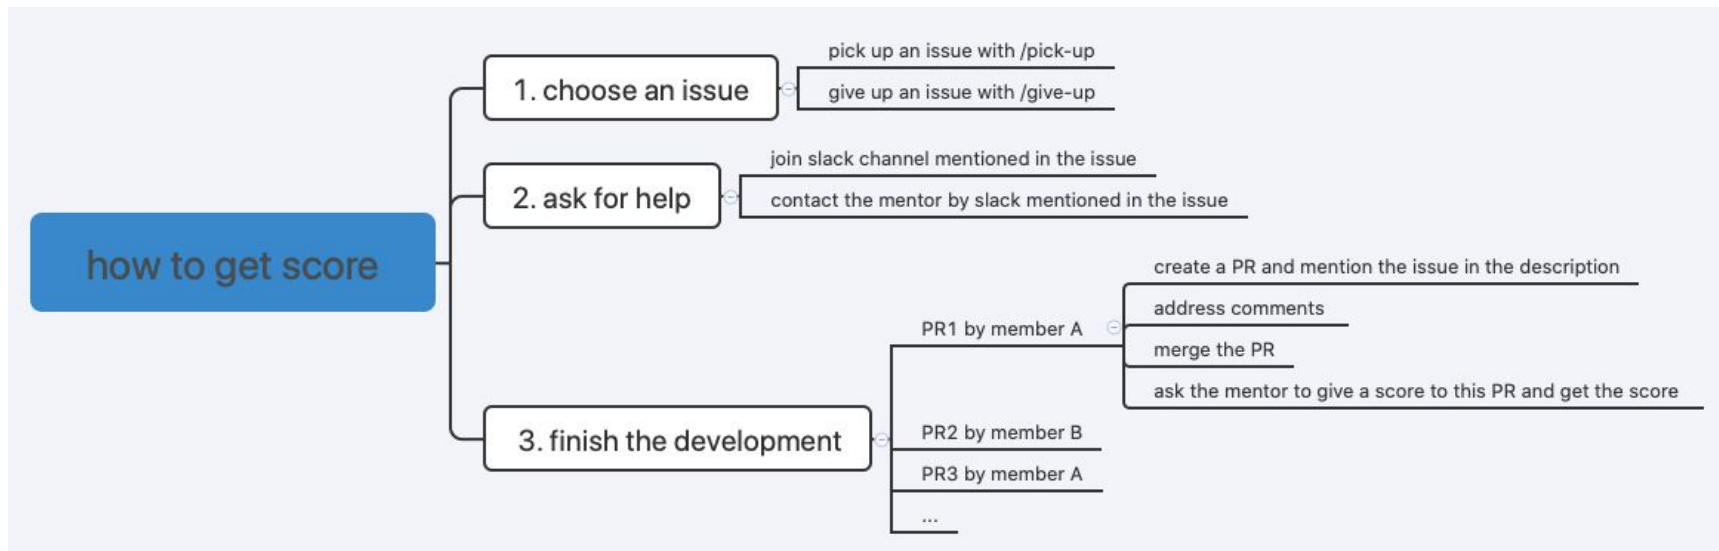 how to get score
1. choose an issue
pick up an issue with /pick-up
give up an issue with /give-up
2. ask for help
join slack channel mentioned in the issue
contact the mentor by slack mentioned in the issue
3. finish the development
PR1 by member A
create a PR and mention the issue in the description
address comments
merge the PR
ask the mentor to give a score to this PR and get the score
PR2 by member B
PR3 by member A
...